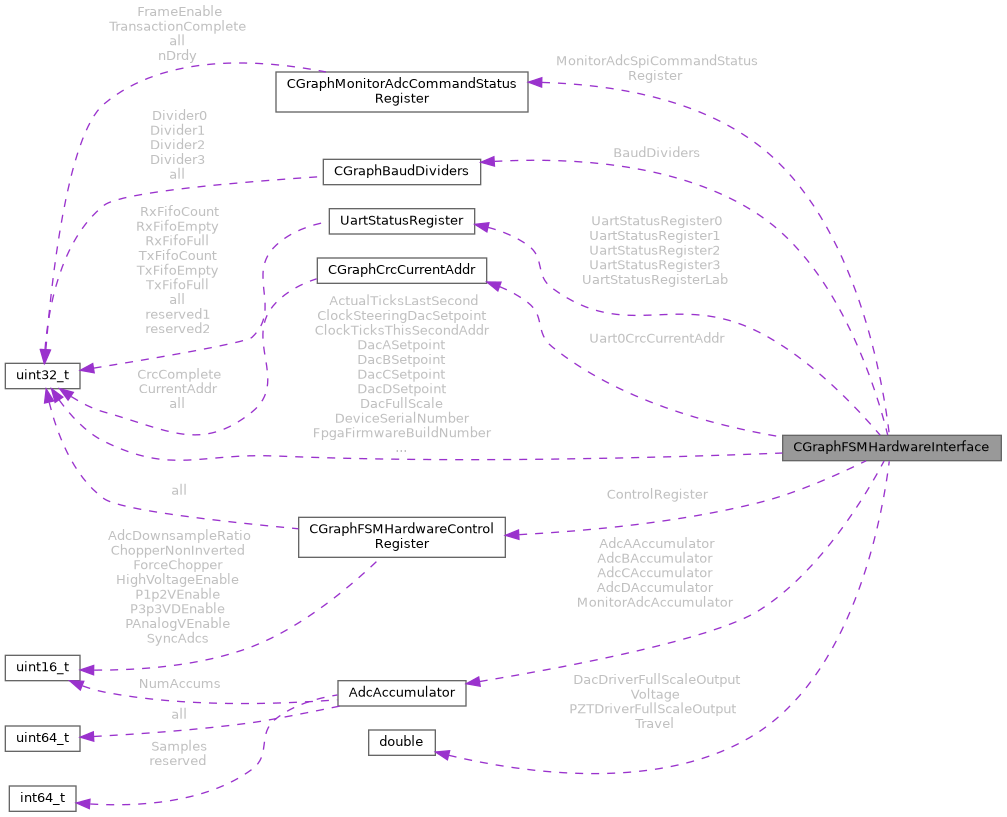 FrameEnable
TransactionComplete
all
nDrdy
MonitorAdcSpiCommandStatus
Register
CGraphMonitorAdcCommandStatus
Register
Divider0
Divider1
Divider2
Divider3
all
BaudDividers
CGraphBaudDividers
RxFifoCount
RxFifoEmpty
RxFifoFull
TxFifoCount
TxFifoEmpty
TxFifoFull
all
reserved1
reserved2
UartStatusRegister
UartStatusRegister0
UartStatusRegister1
UartStatusRegister2
UartStatusRegister3
UartStatusRegisterLab
CGraphCrcCurrentAddr
Uart0CrcCurrentAddr
ActualTicksLastSecond
ClockSteeringDacSetpoint
ClockTicksThisSecondAddr
DacASetpoint
DacBSetpoint
DacCSetpoint
DacDSetpoint
DacFullScale
DeviceSerialNumber
FpgaFirmwareBuildNumber
...
uint32_t
CrcComplete
CurrentAddr
all
CGraphFSMHardwareInterface
all
CGraphFSMHardwareControl
Register
ControlRegister
AdcDownsampleRatio
ChopperNonInverted
ForceChopper
HighVoltageEnable
P1p2VEnable
P3p3VDEnable
PAnalogVEnable
SyncAdcs
AdcAAccumulator
AdcBAccumulator
AdcCAccumulator
AdcDAccumulator
MonitorAdcAccumulator
uint16_t
NumAccums
AdcAccumulator
DacDriverFullScaleOutput
Voltage
PZTDriverFullScaleOutput
Travel
all
uint64_t
double
Samples
reserved
int64_t